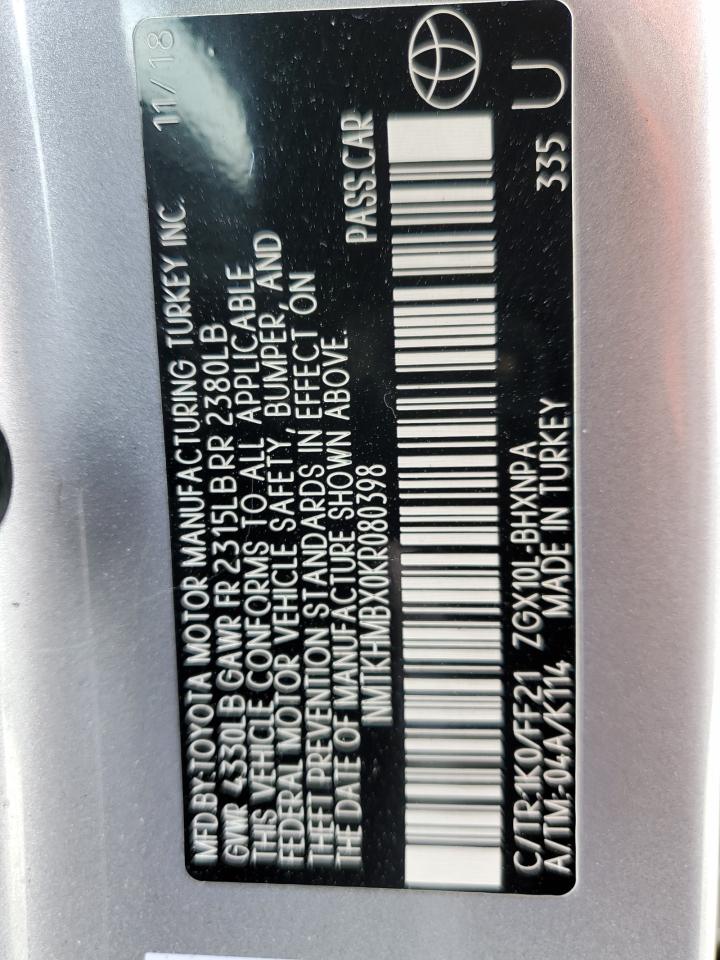 MFD BY: TOYOTA MOTOR MANUFACTURING TURKEY INC. 11/18
GVWR 4330LB GAWR FR 2315LB RR 2380LB
THIS VEHICLE CONFORMS TO ALL APPLICABLE
FEDERAL MOTOR VEHICLE SAFETY, BUMPER, AND
THEFT PREVENTION STANDARDS IN EFFECT ON
THE DATE OF MANUFACTURE SHOWN ABOVE.
NMTKHMBX0KR080398 PASS.CAR
C/TR:1K0/FF21 ZGX10L-BHXNPA 335 U
A/TM:-04A/K114 MADE IN TURKEY